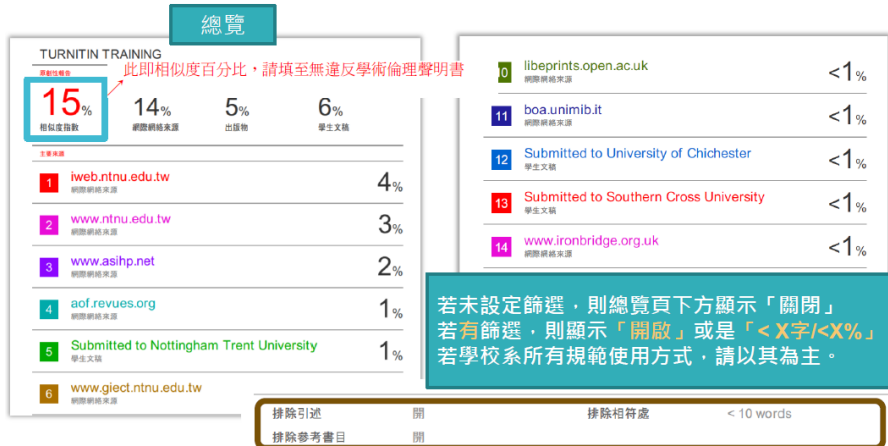 總覽
TURNITIN TRAINING
原創性報告
此即相似度百分比，請填至無違反學術倫理聲明書
15%
相似度指數
14%
網際網絡來源
5%
出版物
6%
學生文稿
主要來源
1 iweb.ntnu.edu.tw
網際網絡來源
4%
2 www.ntnu.edu.tw
網際網絡來源
3%
3 www.asihp.net
網際網絡來源
2%
4 aof.revues.org
網際網絡來源
1%
5 Submitted to Nottingham Trent University
學生文稿
1%
6 www.giect.ntnu.edu.tw
網際網絡來源
10 libeprints.open.ac.uk
網際網絡來源
<1%
11 boa.unimib.it
網際網絡來源
<1%
12 Submitted to University of Chichester
學生文稿
<1%
13 Submitted to Southern Cross University
學生文稿
<1%
14 www.ironbridge.org.uk
網際網絡來源
<1%
若未設定篩選，則總覽頁下方顯示「關閉」
若有篩選，則顯示「開啟」或是「< X字/<X%」
若學校系所有規範使用方式，請以其為主。
排除引述 開 排除相符處 < 10 words
排除參考書目 開